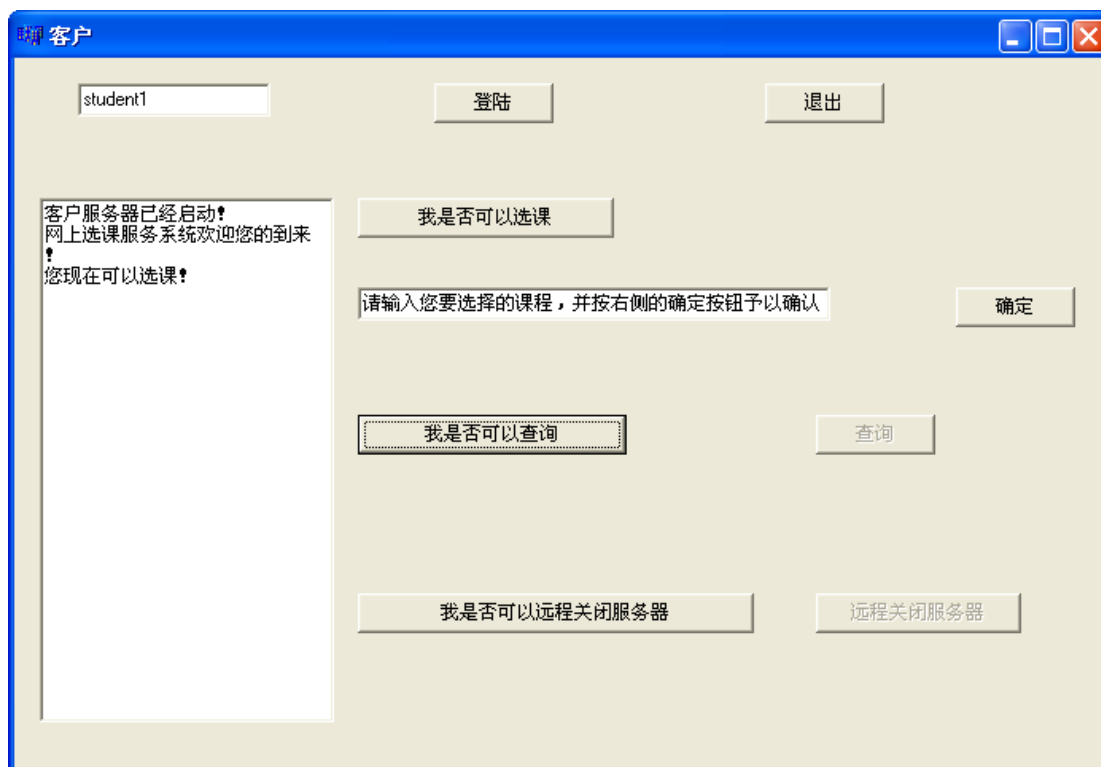 客户
student1
登陆
退出
客户服务器已经启动!
网上选课服务系统欢迎您的到来
!
您现在可以选课!
我是否可以选课
请输入您要选择的课程，并按右侧的确定按钮予以确认
确定
我是否可以查询
查询
我是否可以远程关闭服务器
远程关闭服务器